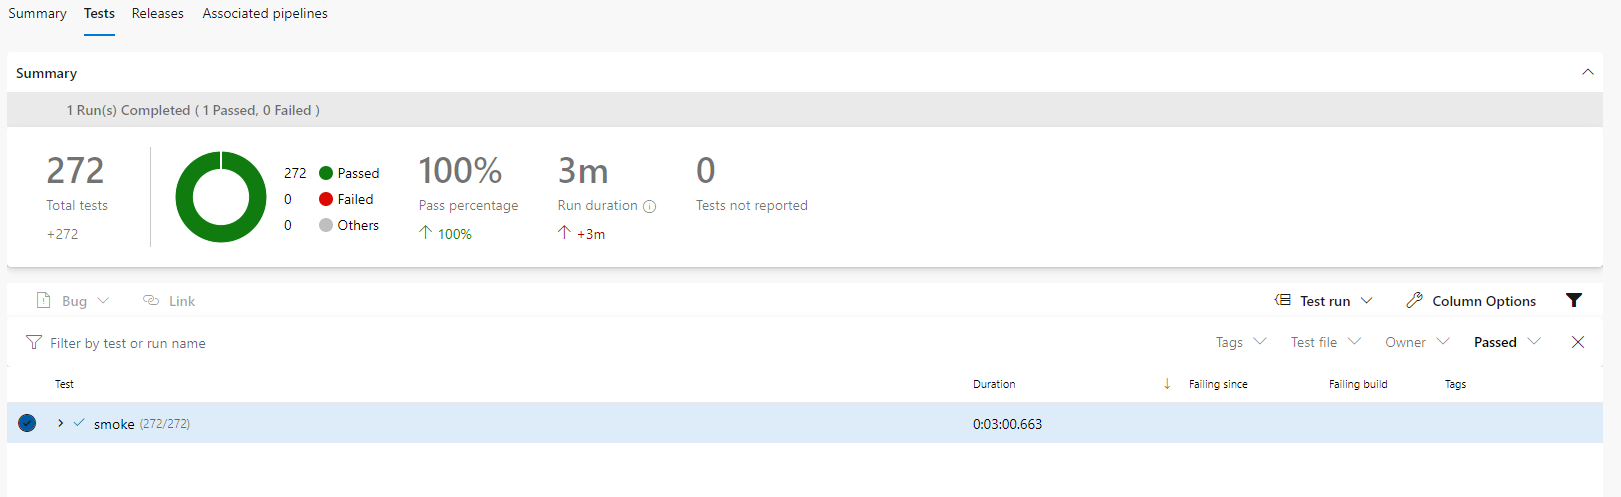 Summary Tests Releases Associated pipelines
Summary
1 Run(s) Completed ( 1 Passed, 0 Failed )
272
Total tests
+272
272 Passed
0 Failed
0 Others
100%
Pass percentage
100%
3m
Run duration
+3m
0
Tests not reported
Bug Link Test run Column Options
Filter by test or run name Tags Test file Owner Passed
Test Duration Failing since Failing build Tags
smoke (272/272) 0:03:00.663